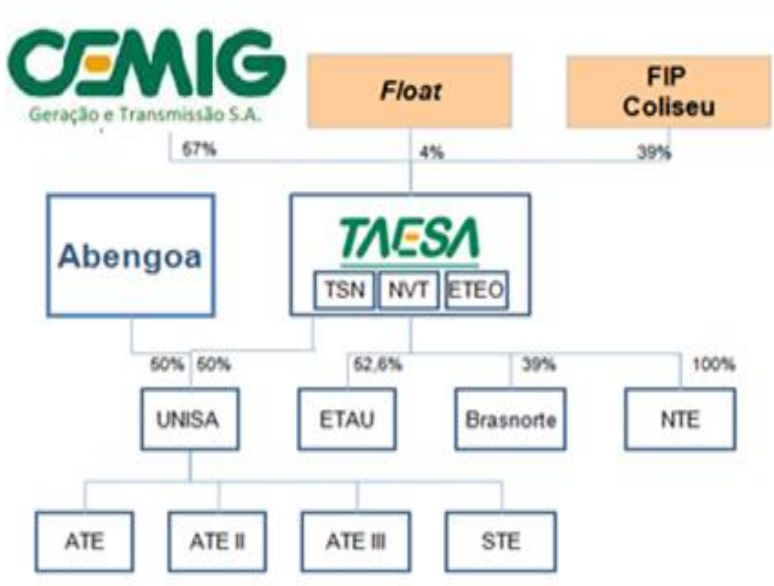 CEMIG
Geração e Transmissão S.A.
Float
FIP
Coliseu
57%
4%
39%
Abengoa
TAESA
TSN NVT ETEO
50% 50%
52,6%
39%
100%
UNISA
ETAU
Brasnorte
NTE
ATE
ATE II
ATE III
STE